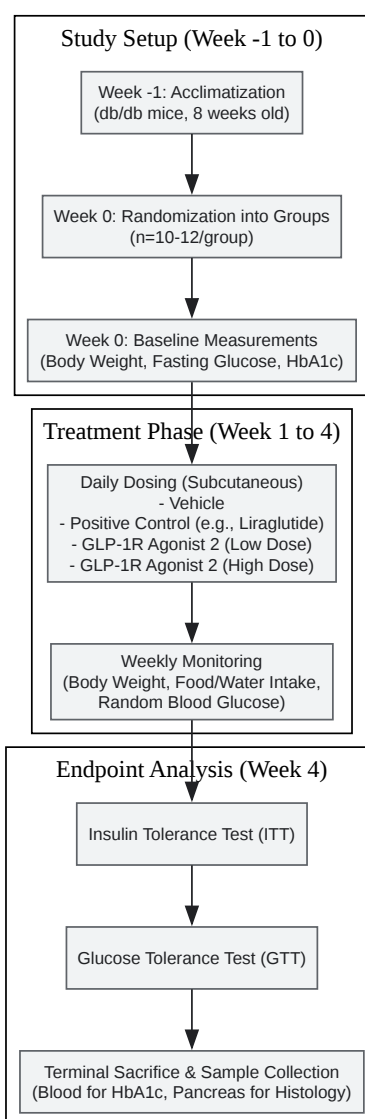 Study Setup (Week -1 to 0)
Week -1: Acclimatization
(db/db mice, 8 weeks old)
Week 0: Randomization into Groups
(n=10-12/group)
Week 0: Baseline Measurements
(Body Weight, Fasting Glucose, HbA1c)
Treatment Phase (Week 1 to 4)
Daily Dosing (Subcutaneous)
- Vehicle
- Positive Control (e.g., Liraglutide)
- GLP-1R Agonist 2 (Low Dose)
- GLP-1R Agonist 2 (High Dose)
Weekly Monitoring
(Body Weight, Food/Water Intake,
Random Blood Glucose)
Endpoint Analysis (Week 4)
Insulin Tolerance Test (ITT)
Glucose Tolerance Test (GTT)
Terminal Sacrifice & Sample Collection
(Blood for HbA1c, Pancreas for Histology)